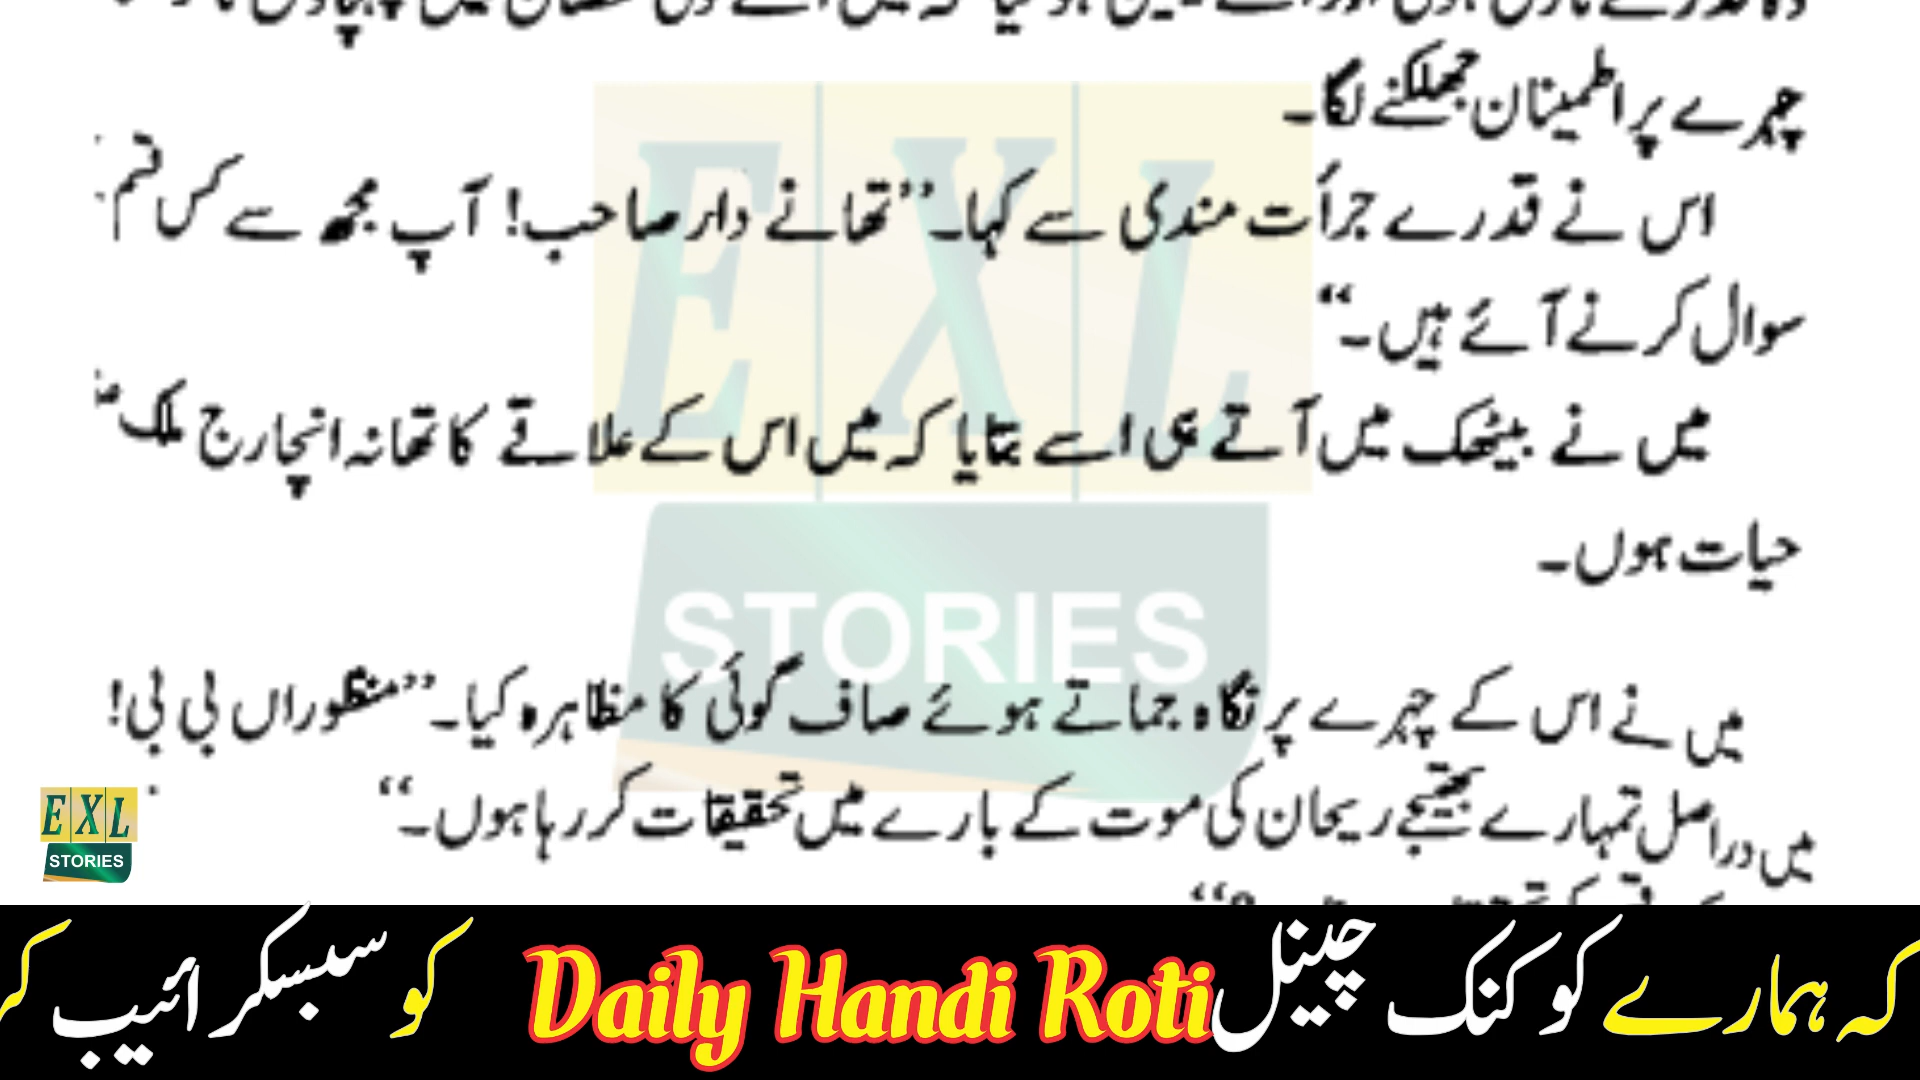 چہرے پر اطمینان جھلکنے لگا۔
اس نے قدرے جرأت مندی سے کہا۔ ’’تھانے دار صاحب! آپ مجھ سے کس قسم
سوال کرنے آئے ہیں۔‘‘
میں نے بیٹھک میں آتے ہی اسے بتایا کہ میں اس کے علاقے کا تھانہ انچارج ملک
حیات ہوں۔
میں نے اس کے چہرے پر نگاہ جماتے ہوئے صاف گوئی کا مظاہرہ کیا۔ ’’منظوراں بی بی!
میں دراصل تمہارے بھتیجے ریحان کی موت کے بارے میں تحقیقات کر رہا ہوں۔‘‘
EXL
STORIES
EXL
STORIES
کہ ہمارے کوکنک چینل Daily Handi Roti کو سبسکرائیب کر